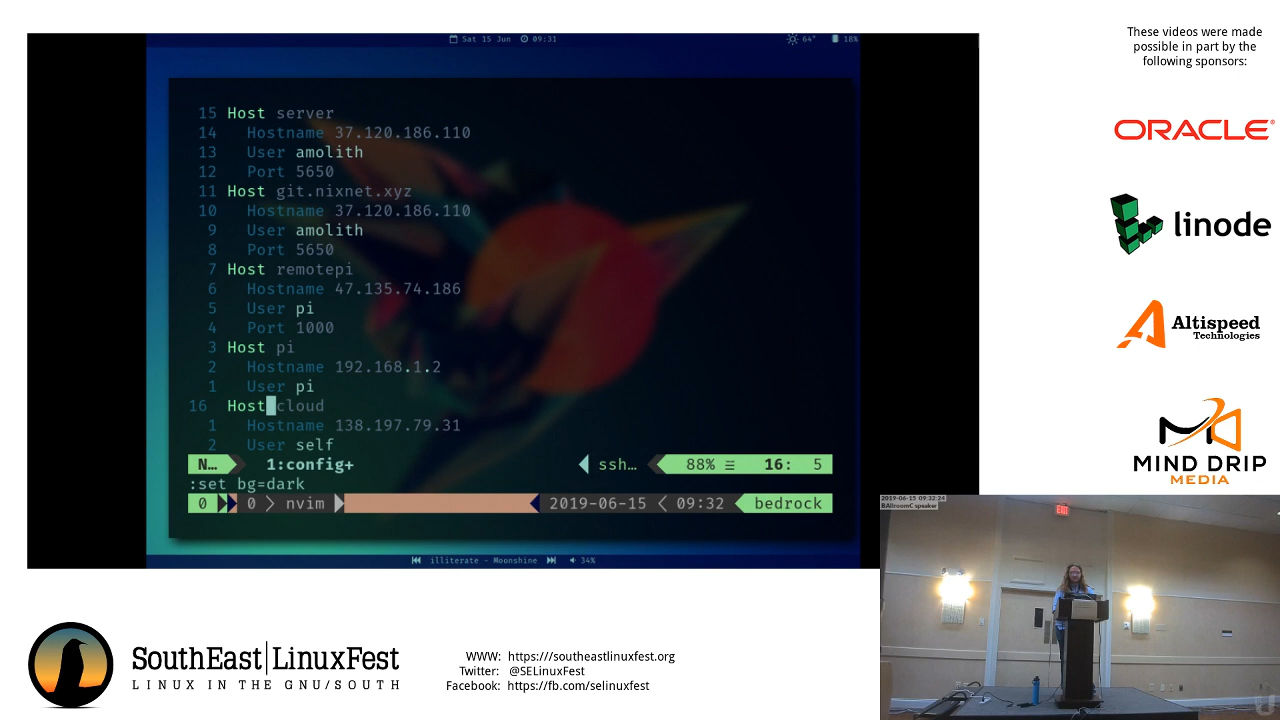 Sat 15 Jun 09:31
64° 18%
15 Host server
14 Hostname 37.120.186.110
13 User amolith
12 Port 5650
11 Host git.nixnet.xyz
10 Hostname 37.120.186.110
9 User amolith
8 Port 5650
7 Host remotepi
6 Hostname 47.135.74.186
5 User pi
4 Port 1000
3 Host pi
2 Hostname 192.168.1.2
1 User pi
16 Host cloud
1 Hostname 138.197.79.31
2 User self
N… 1:config+ ssh… 88% ☰ 16: 5
:set bg=dark
0 0 > nvim 2019-06-15 < 09:32 bedrock
illiterate - Moonshine 34%
These videos were made
possible in part by the
following sponsors:
ORACLE®
linode
Altispeed
Technologies
MIND DRIP
MEDIA
2019-06-15 09:32:24
BAllroomC speaker
EXIT
SouthEast|LinuxFest
LINUX IN THE GNU/SOUTH
WWW: https:///southeastlinuxfest.org
Twitter: @SELinuxFest
Facebook: https://fb.com/selinuxfest